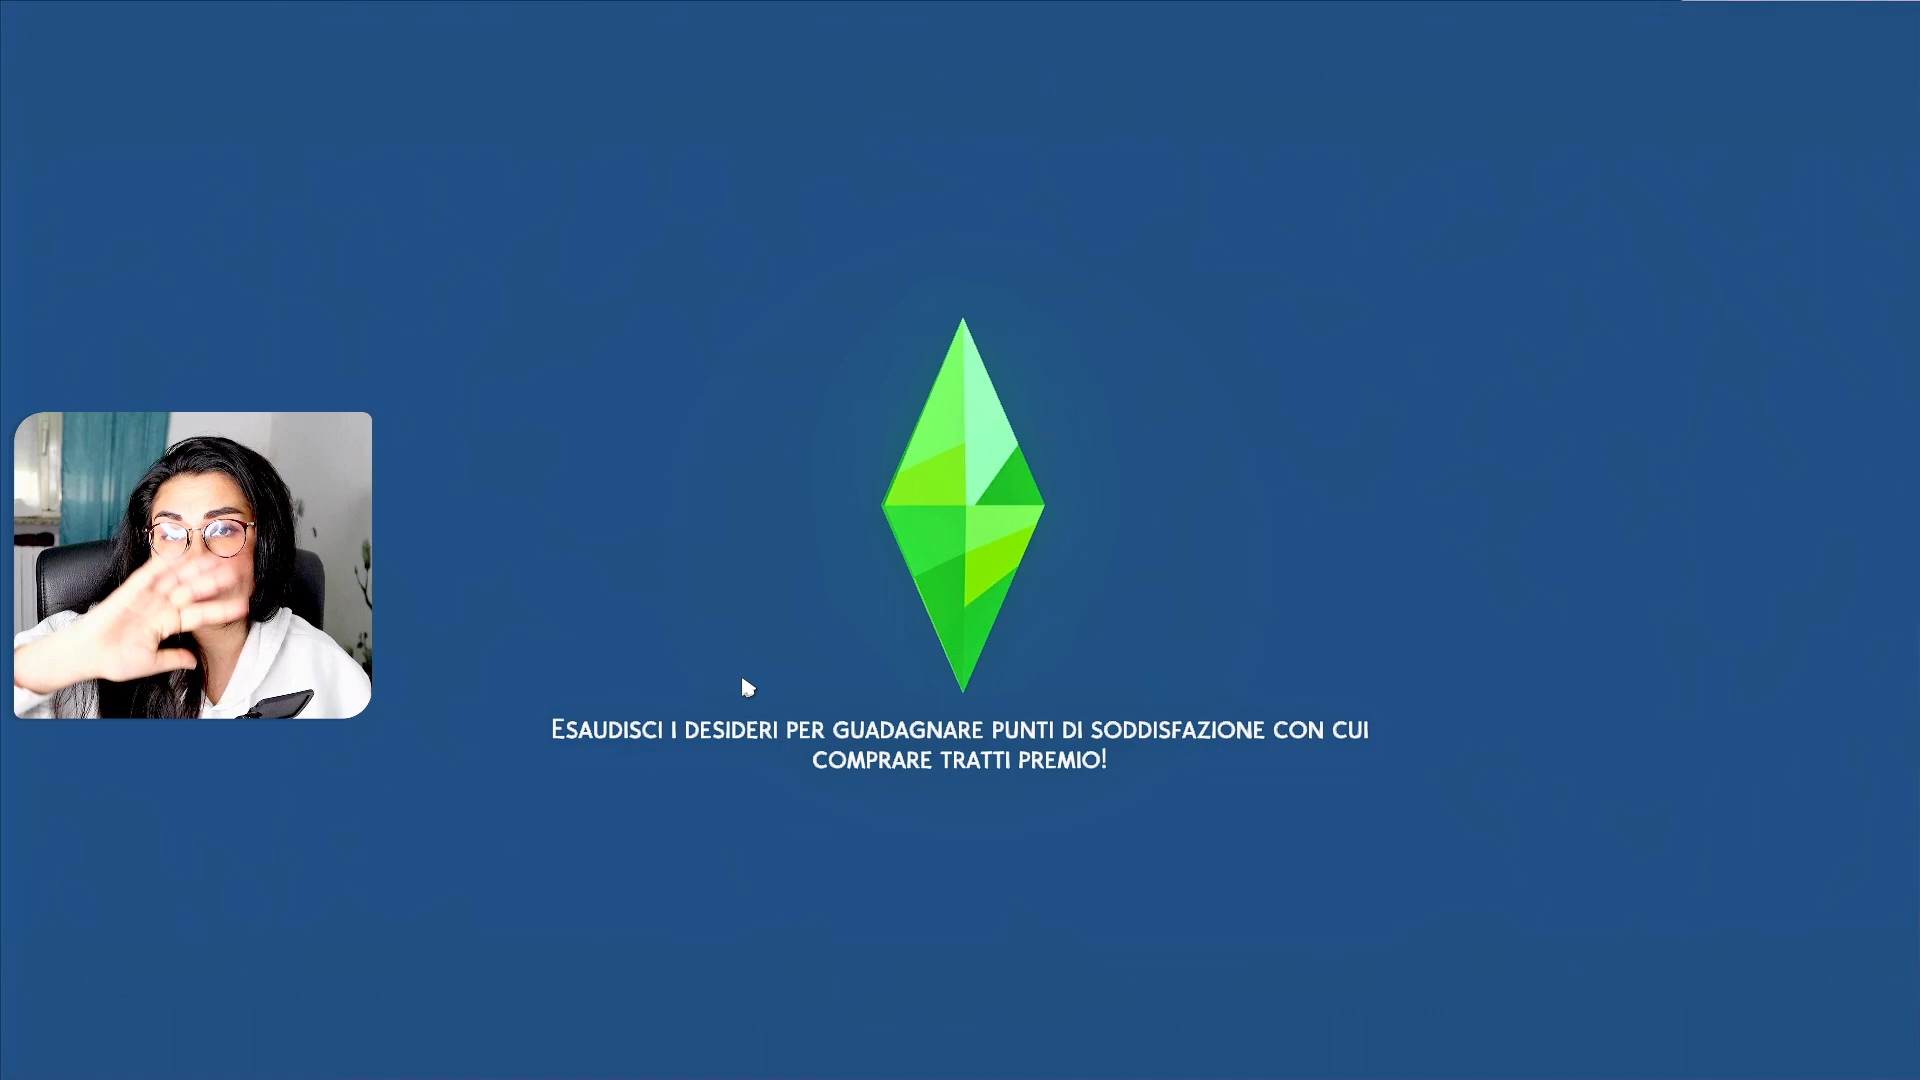 Esaudisci i desideri per guadagnare punti di soddisfazione con cui
comprare tratti premio!